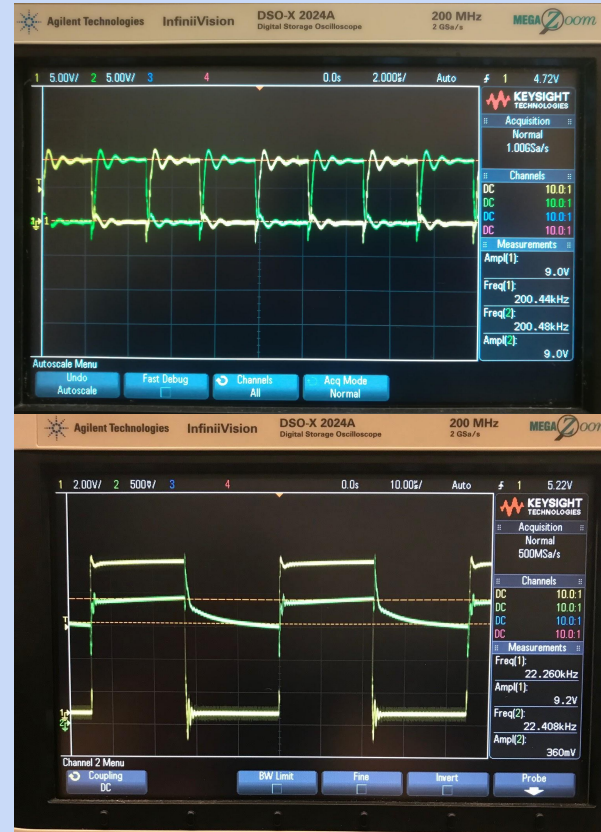 Agilent Technologies InfiniiVision DSO-X 2024A 200 MHz MEGA Zoom
Digital Storage Oscilloscope 2 GSa/s
1 5.00V/ 2 5.00V/ 3 4 0.0s 2.000µs/ Auto 1 4.72V
KEYSIGHT
TECHNOLOGIES
Acquisition
Normal
1.00GSa/s
Channels
DC 10.0:1
DC 10.0:1
DC 10.0:1
DC 10.0:1
Measurements
Ampl(1):
9.0V
Freq(1):
200.44kHz
Freq(2):
200.48kHz
Ampl(2):
9.0V
T
1
Autoscale Menu
Undo Autoscale
Fast Debug
Channels All
Acq Mode Normal
Agilent Technologies InfiniiVision DSO-X 2024A 200 MHz MEGA Zoom
Digital Storage Oscilloscope 2 GSa/s
1 2.00V/ 2 500mV/ 3 4 0.0s 10.00µs/ Auto 1 5.22V
KEYSIGHT
TECHNOLOGIES
Acquisition
Normal
500MSa/s
Channels
DC 10.0:1
DC 10.0:1
DC 10.0:1
DC 10.0:1
Measurements
Freq(1):
22.260kHz
Ampl(1):
9.2V
Freq(2):
22.408kHz
Ampl(2):
360mV
T
1
2
Channel 2 Menu
Coupling DC
BW Limit
Fine
Invert
Probe